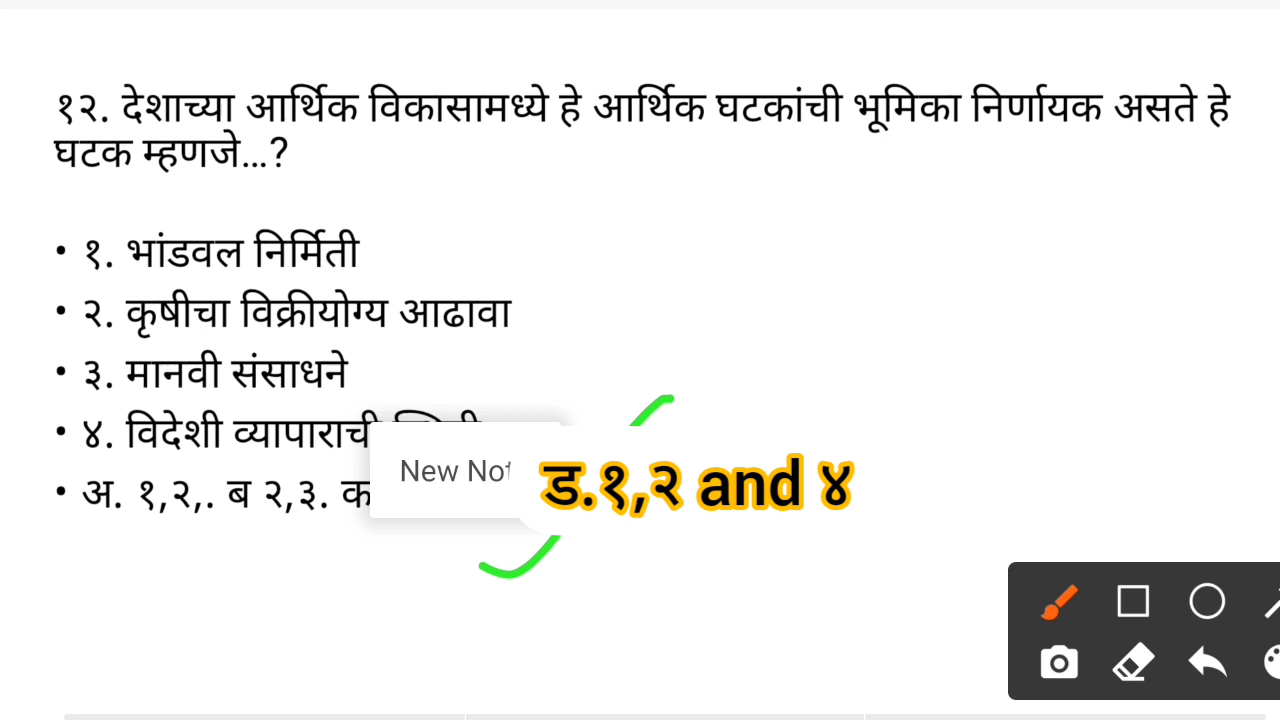 १२. देशाच्या आर्थिक विकासामध्ये हे आर्थिक घटकांची भूमिका निर्णायक असते हे
घटक म्हणजे...?
• १. भांडवल निर्मिती
• २. कृषीचा विक्रीयोग्य आढावा
• ३. मानवी संसाधने
• ४. विदेशी व्यापाराची
• अ. १,२,. ब २,३. क
New
ड.१,२ and ४